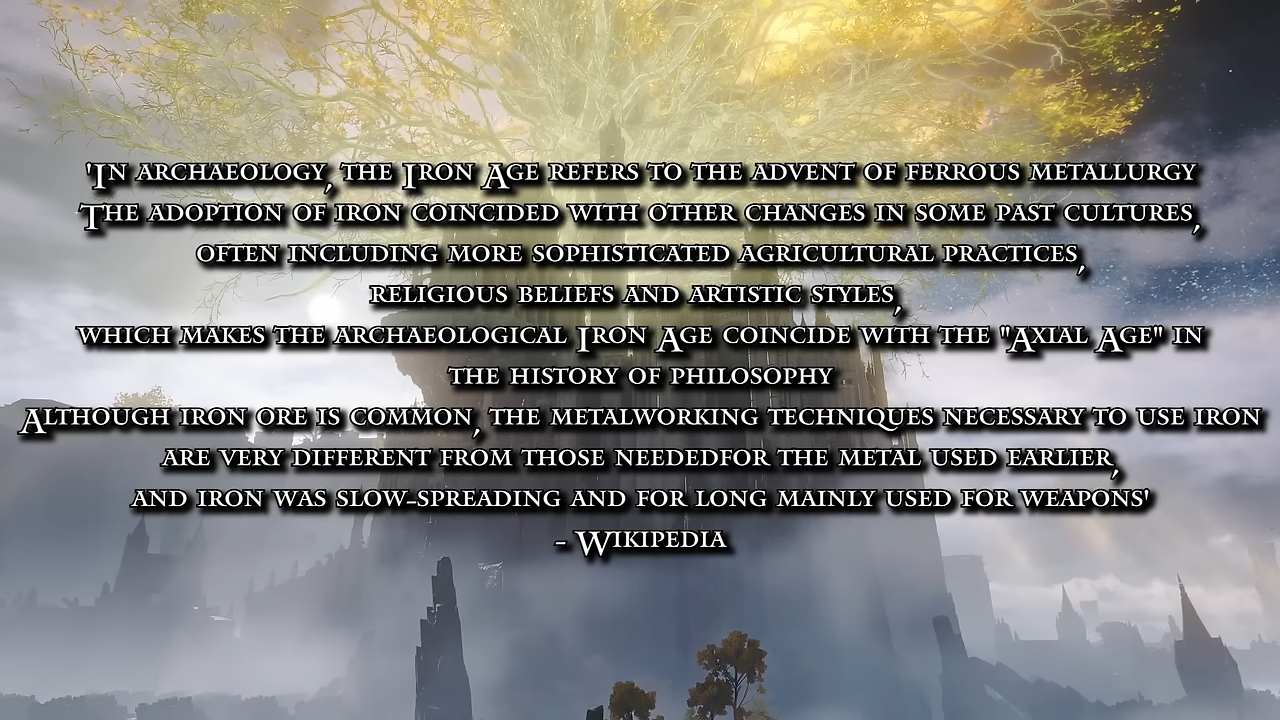 'In archaeology, the Iron Age refers to the advent of ferrous metallurgy
The adoption of iron coincided with other changes in some past cultures,
often including more sophisticated agricultural practices,
religious beliefs and artistic styles,
which makes the archaeological Iron Age coincide with the "Axial Age" in
the history of philosophy
Although iron ore is common, the metalworking techniques necessary to use iron
are very different from those neededfor the metal used earlier,
and iron was slow-spreading and for long mainly used for weapons'
- Wikipedia